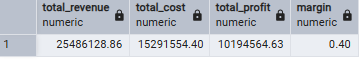 total_revenue total_cost total_profit margin
numeric numeric numeric numeric
1 25486128.86 15291554.40 10194564.63 0.40